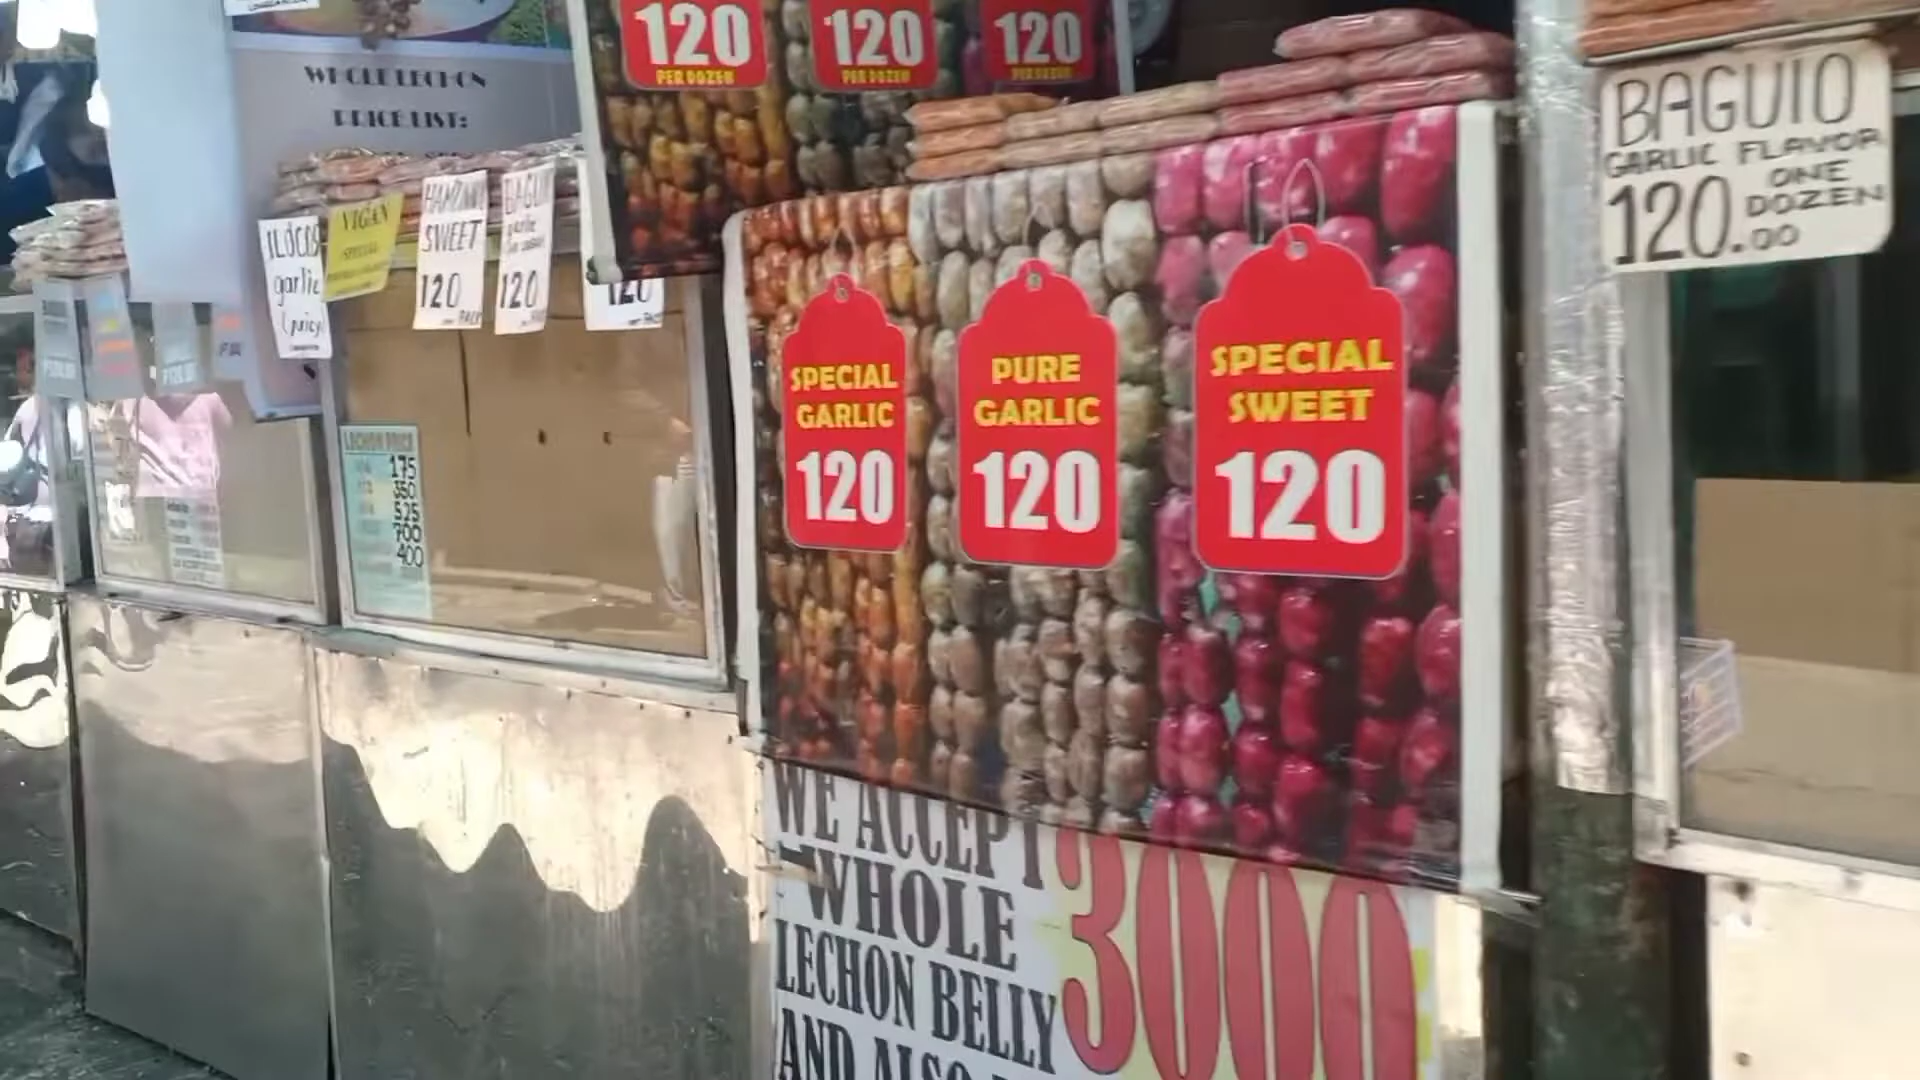 120
PER DOZEN
120
PER DOZEN
120
PER DOZEN
WHOLE LECHON
PRICE LIST:
BAGUIO
GARLIC FLAVOR
120.00
ONE
DOZEN
ILOCOS
garlic
VIGAN
SPECIAL
SWEET
120
garlic
120
120
SPECIAL
GARLIC
120
PURE
GARLIC
120
SPECIAL
SWEET
120
LECHON PRICE
175
350
525
700
400
WE ACCEPT
WHOLE
LECHON BELLY
AND ALSO
3000